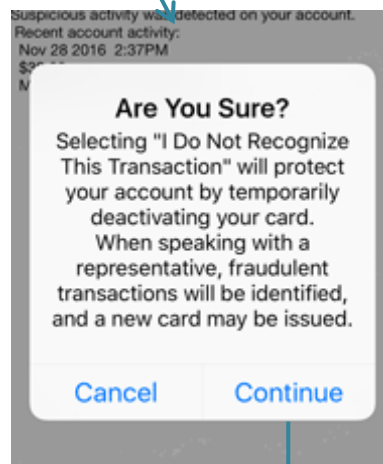 Suspicious activity was detected on your account.
Recent account activity:
Nov 28 2016 2:37PM
Are You Sure?
Selecting "I Do Not Recognize
This Transaction" will protect
your account by temporarily
deactivating your card.
When speaking with a
representative, fraudulent
transactions will be identified,
and a new card may be issued.
Cancel
Continue